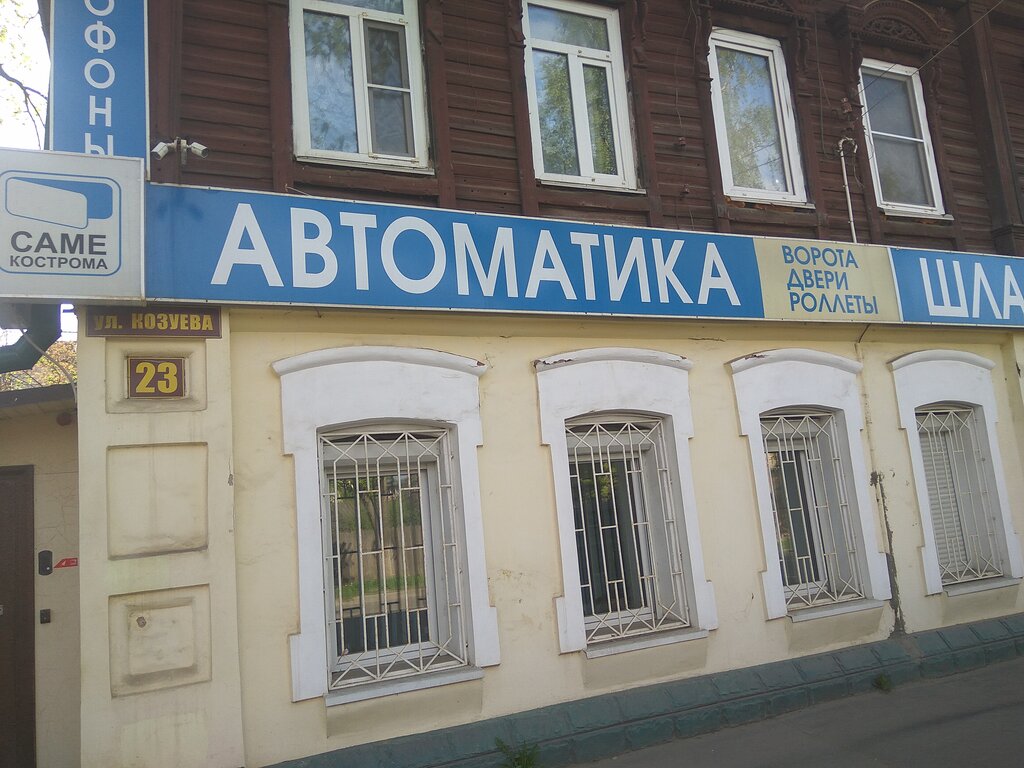 ОФОНЫ
CAME
КОСТРОМА
АВТОМАТИКА
ВОРОТА
ДВЕРИ
РОЛЛЕТЫ
ШЛА
ул. КОЗУЕВА
23